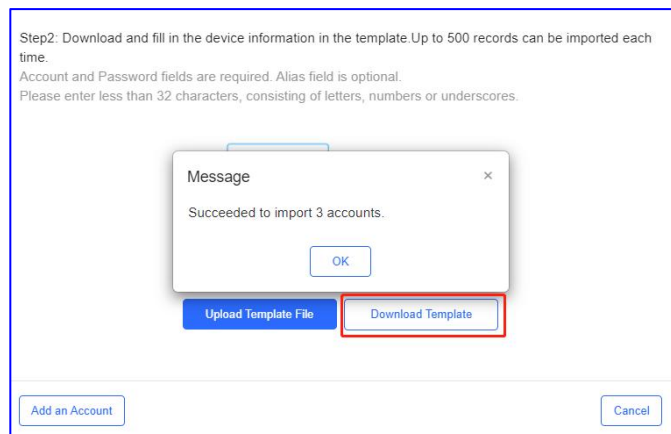 Step2: Download and fill in the device information in the template.Up to 500 records can be imported each
time.
Account and Password fields are required. Alias field is optional.
Please enter less than 32 characters, consisting of letters, numbers or underscores.
Message ×
Succeeded to import 3 accounts.
OK
Upload Template File Download Template
Add an Account Cancel